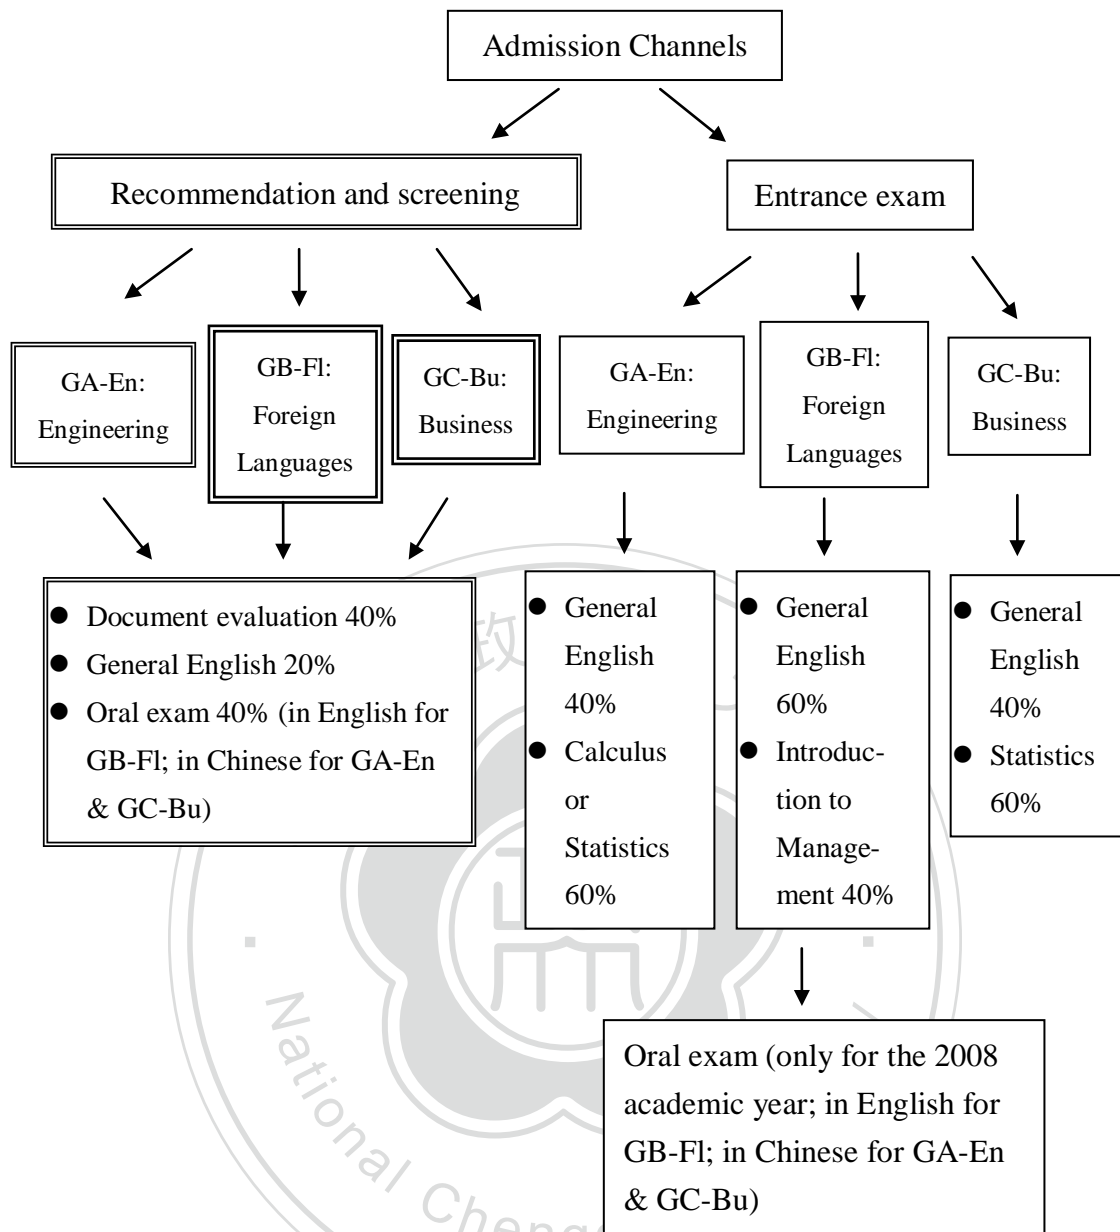 Admission Channels
Recommendation and screening
Entrance exam
GA-En:
Engineering
GB-Fl:
Foreign
Languages
GC-Bu:
Business
GA-En:
Engineering
GB-Fl:
Foreign
Languages
GC-Bu:
Business
● Document evaluation 40%
● General English 20%
● Oral exam 40% (in English for
GB-Fl; in Chinese for GA-En
& GC-Bu)
● General
English
40%
● Calculus
or
Statistics
60%
● General
English
60%
● Introduc-
tion to
Manage-
ment 40%
● General
English
40%
● Statistics
60%
Oral exam (only for the 2008
academic year; in English for
GB-Fl; in Chinese for GA-En
& GC-Bu)
政
National Cheng